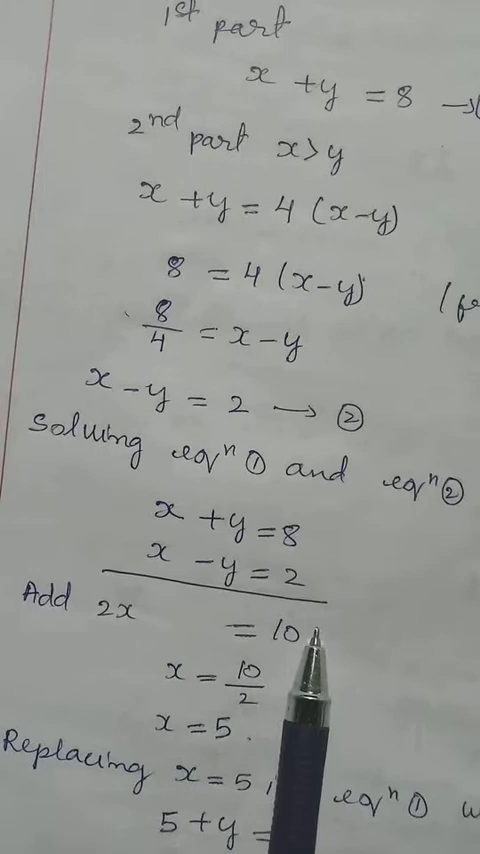 1st part
x + y = 8 →
2nd part x > y
x + y = 4 (x - y)
8 = 4 (x - y)
8/4 = x - y
x - y = 2 → ②
Solving eqn ① and eqn ②
x + y = 8
x - y = 2
Add 2x = 10
x = 10/2
x = 5.
Replacing x = 5, eqn ①
5 + y =